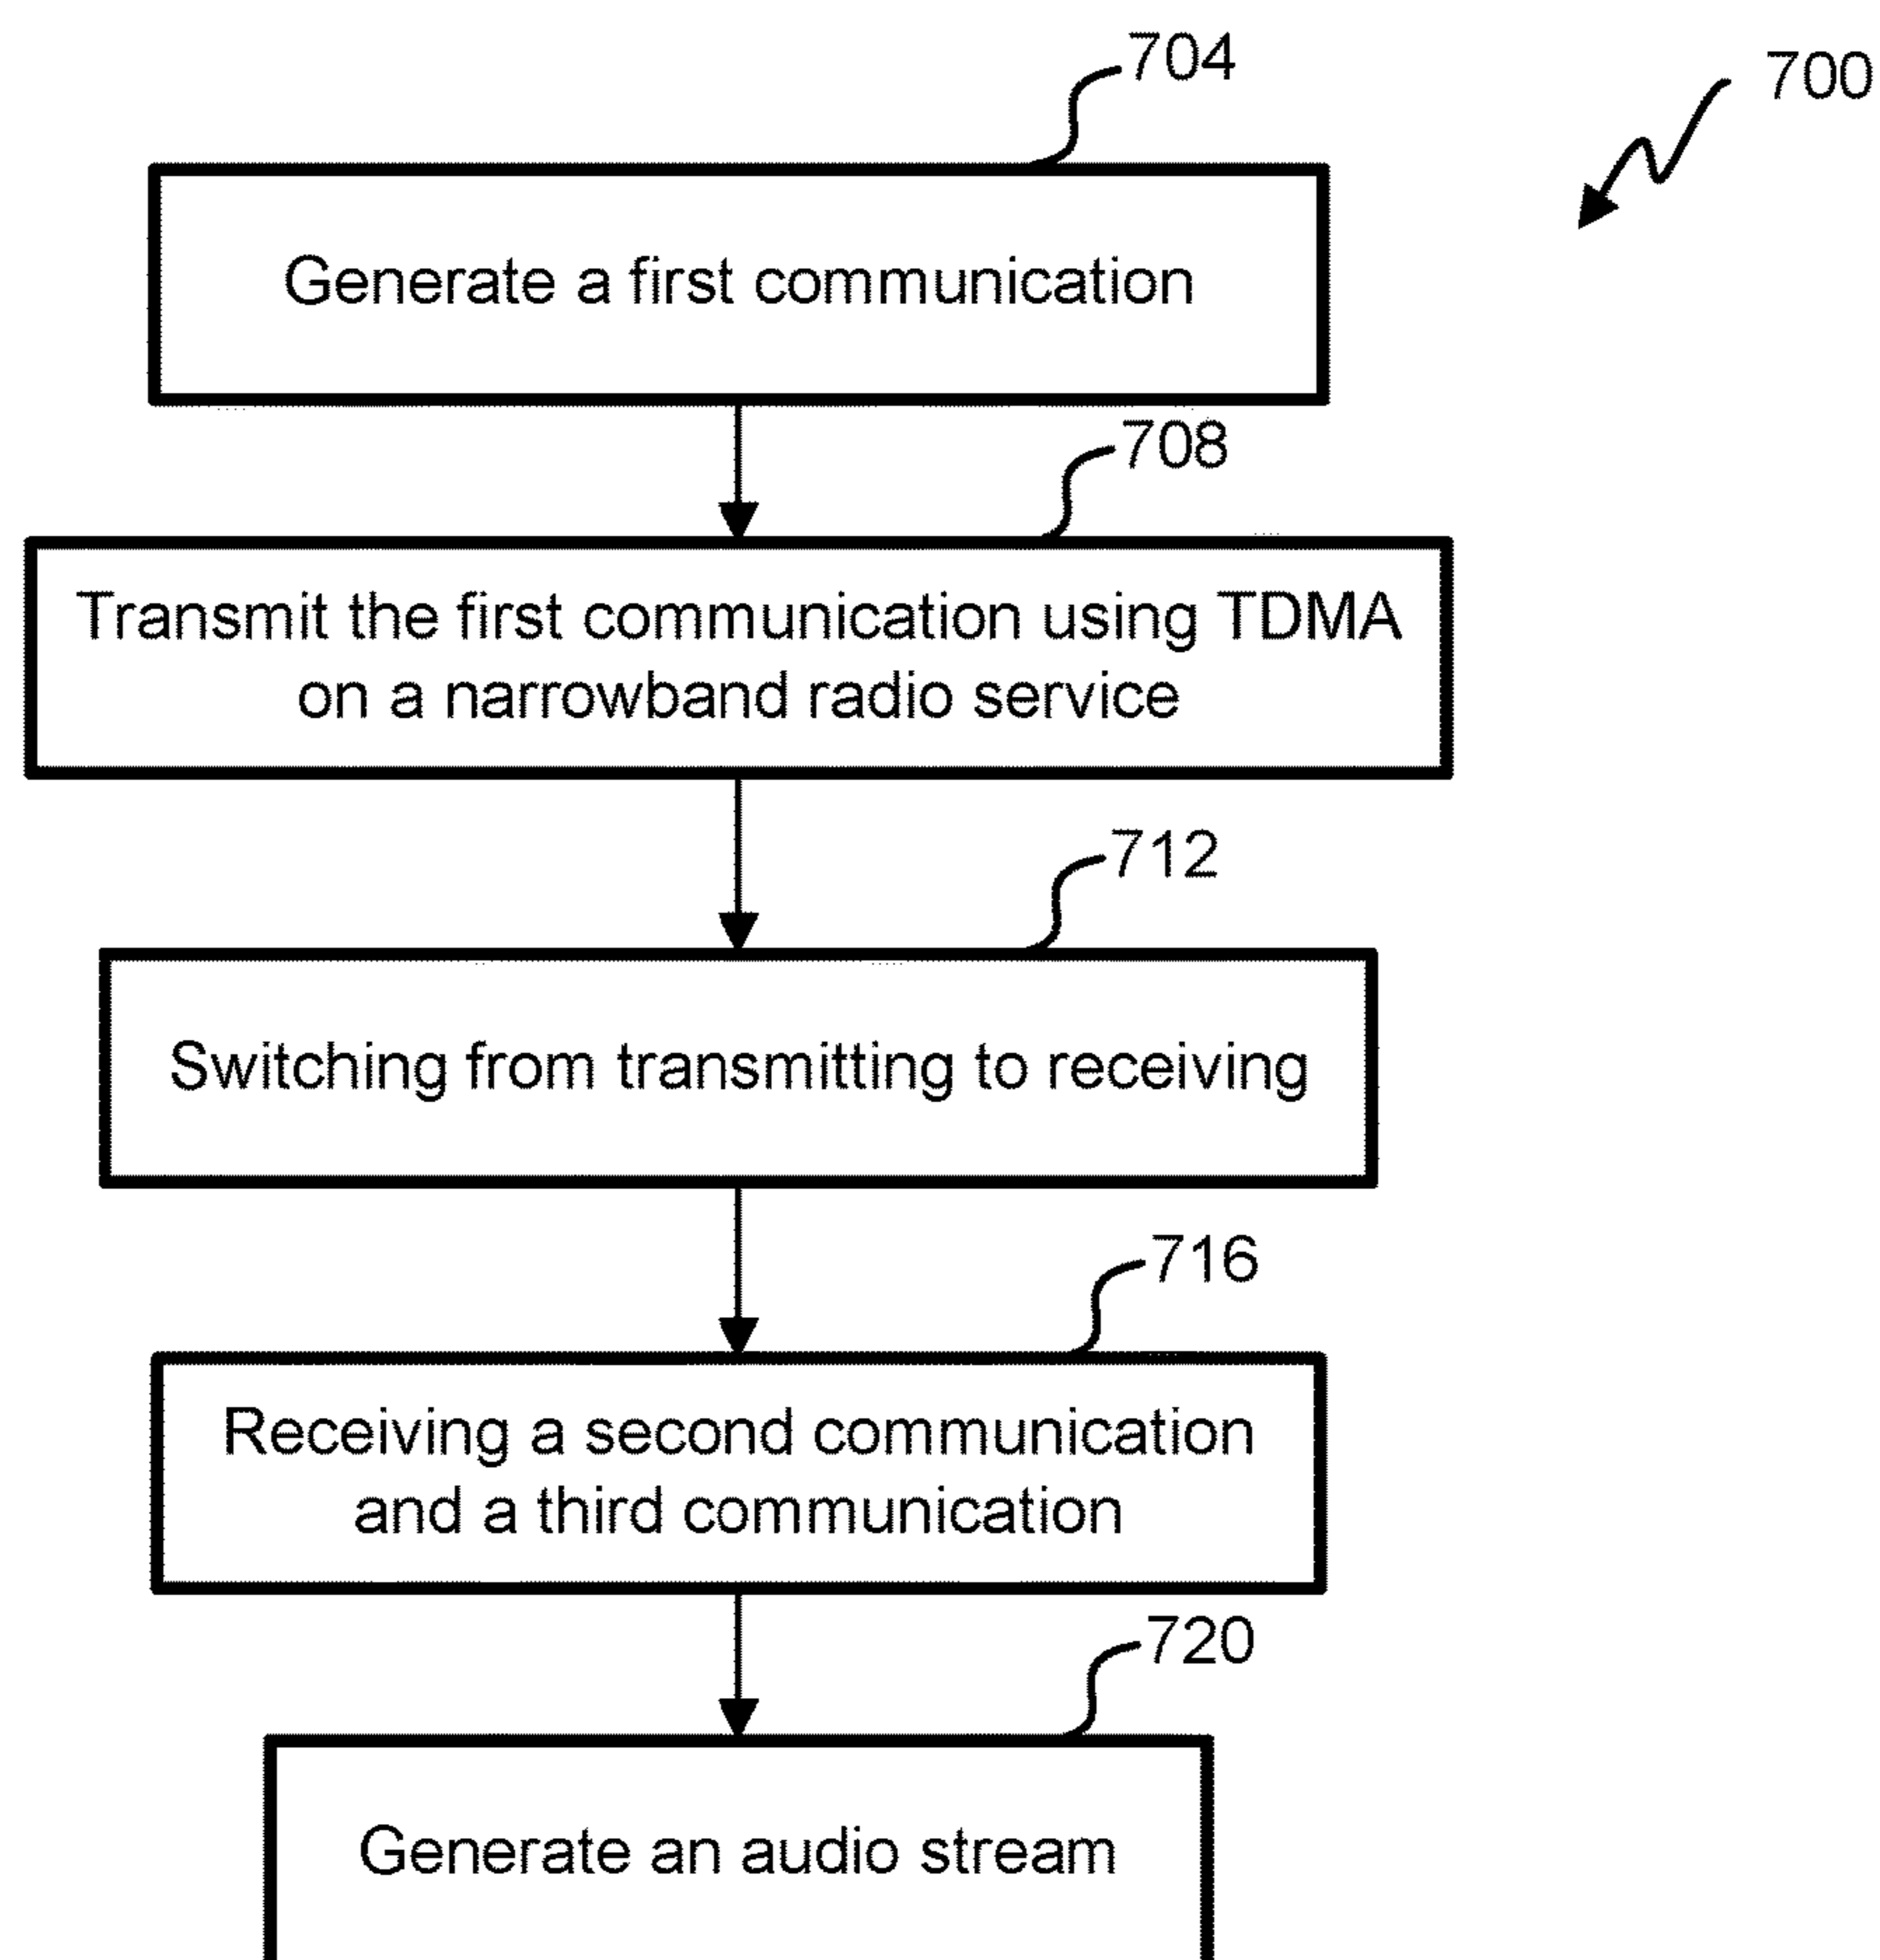 704
700
Generate a first communication
708
Transmit the first communication using TDMA
on a narrowband radio service
712
Switching from transmitting to receiving
716
Receiving a second communication
and a third communication
720
Generate an audio stream